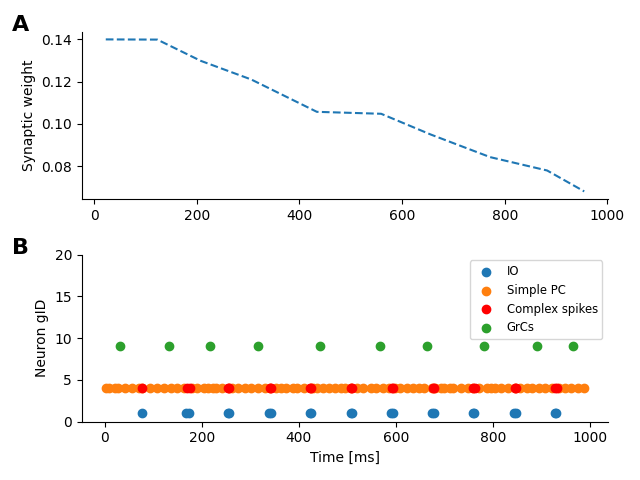 A
Synaptic weight
0.14
0.12
0.10
0.08
0 200 400 600 800 1000
B
Neuron gID
20
15
10
5
0
IO
Simple PC
Complex spikes
GrCs
0 200 400 600 800 1000
Time [ms]